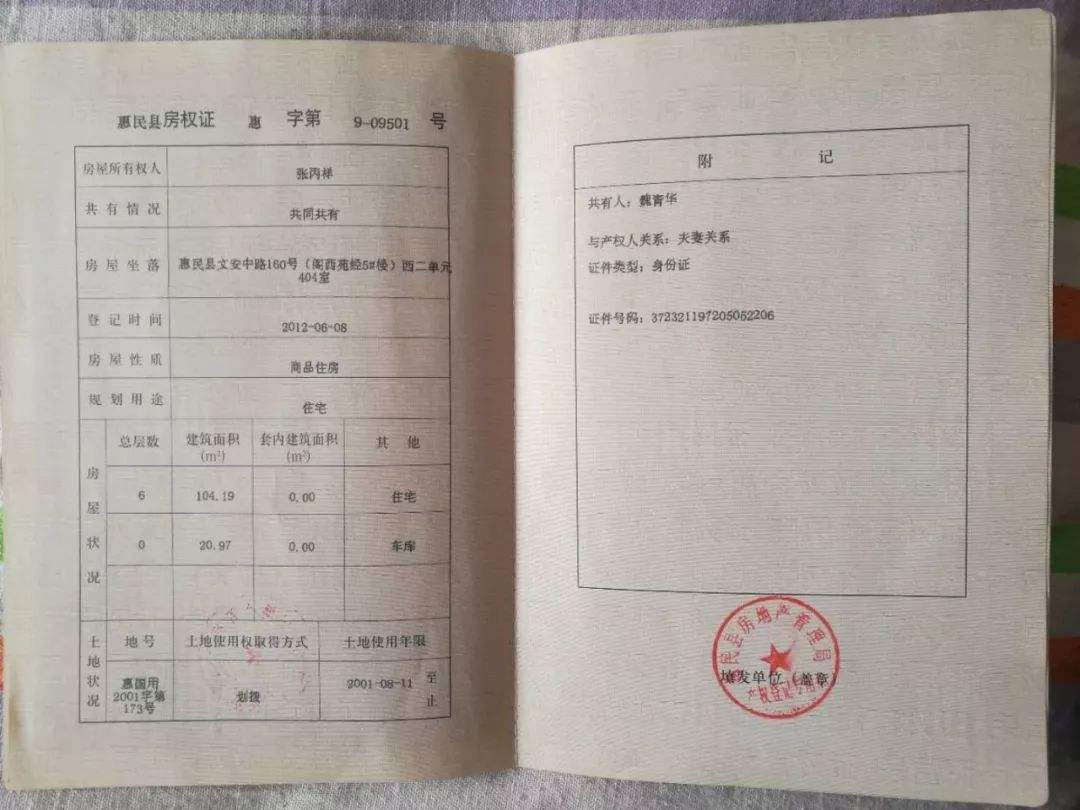 惠民县房权证 惠 字第 9-09501 号
房屋所有权人 张丙祥
共有情况 共同共有
房屋坐落 惠民县文安中路160号（阁西苑经5#楼）西二单元
404室
登记时间 2012-06-08
房屋性质 商品住房
规划用途 住宅
房屋状况
总层数 建筑面积 套内建筑面积 其他
(m²) (m²)
6 104.19 0.00 住宅
0 20.97 0.00 车库
土地状况
地号 土地使用权取得方式 土地使用年限
惠国用
2001字第
173号
划拨
2001-08-11 至
止
附 记
共有人：魏青华
与产权人关系：夫妻关系
证件类型：身份证
证件号码：372321197205052206
惠民县房地产管理局
填发单位（盖章）